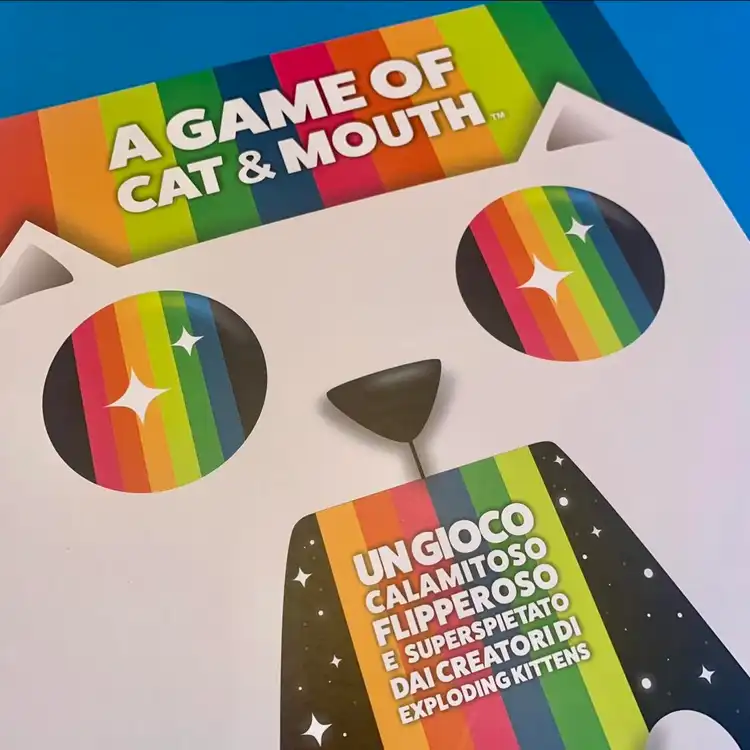 A GAME OF
CAT & MOUTH™
UN GIOCO
CALAMITOSO
FLIPPEROSO
E SUPERSPIETATO
DAI CREATORI DI
EXPLODING KITTENS